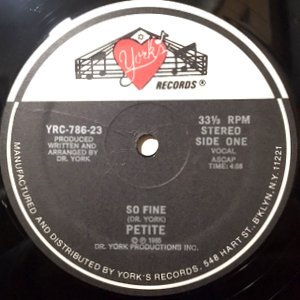 York's
RECORDS®
YRC-786-23
PRODUCED
WRITTEN AND
ARRANGED BY
DR. YORK
33⅓ RPM
STEREO
SIDE ONE
VOCAL
ASCAP
TIME: 4:08
SO FINE
(DR. YORK)
PETITE
© ℗ 1986
DR. YORK PRODUCTIONS INC.
MANUFACTURED AND DISTRIBUTED BY YORK'S RECORDS, 548 HART ST. B'KLYN, N.Y. 11221